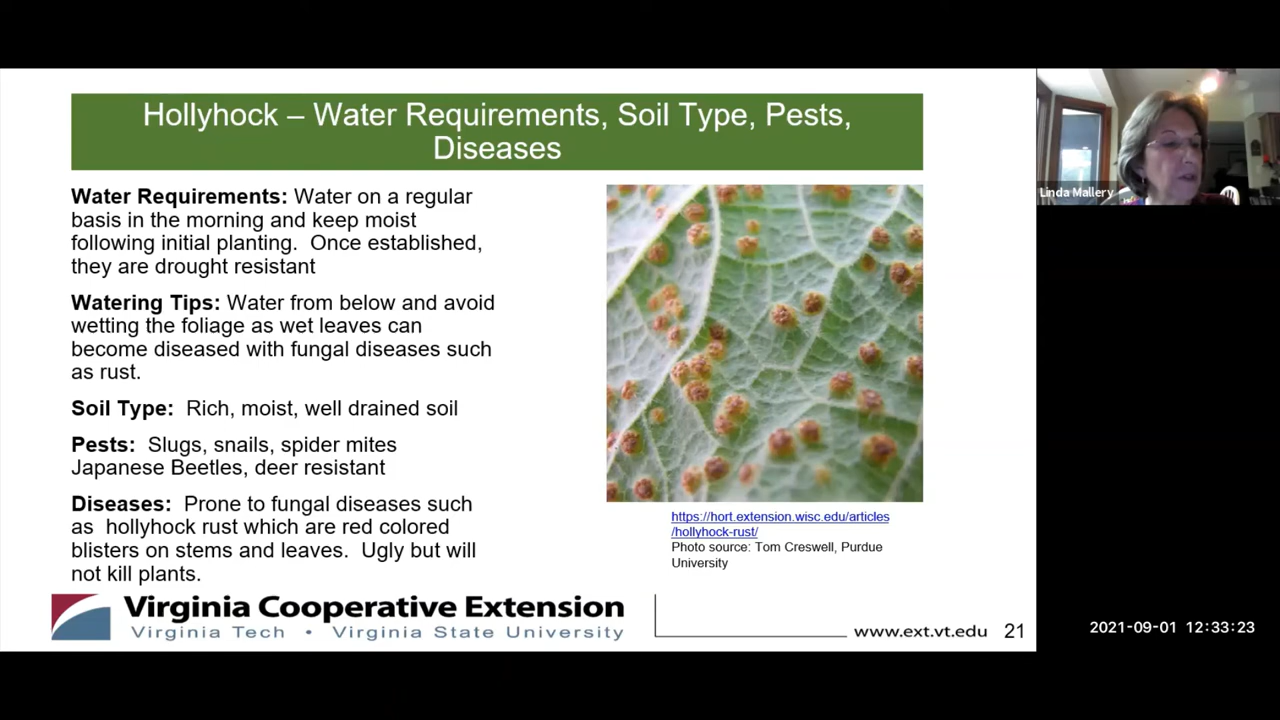 Hollyhock – Water Requirements, Soil Type, Pests,
Diseases
Water Requirements: Water on a regular
basis in the morning and keep moist
following initial planting.  Once established,
they are drought resistant
Watering Tips: Water from below and avoid
wetting the foliage as wet leaves can
become diseased with fungal diseases such
as rust.
Soil Type:  Rich, moist, well drained soil
Pests:  Slugs, snails, spider mites
Japanese Beetles, deer resistant
Diseases:  Prone to fungal diseases such
as  hollyhock rust which are red colored
blisters on stems and leaves.  Ugly but will
not kill plants.
https://hort.extension.wisc.edu/articles
/hollyhock-rust/
Photo source: Tom Creswell, Purdue
University
Virginia Cooperative Extension
Virginia Tech • Virginia State University
www.ext.vt.edu
21
Linda Mallery
2021-09-01 12:33:23